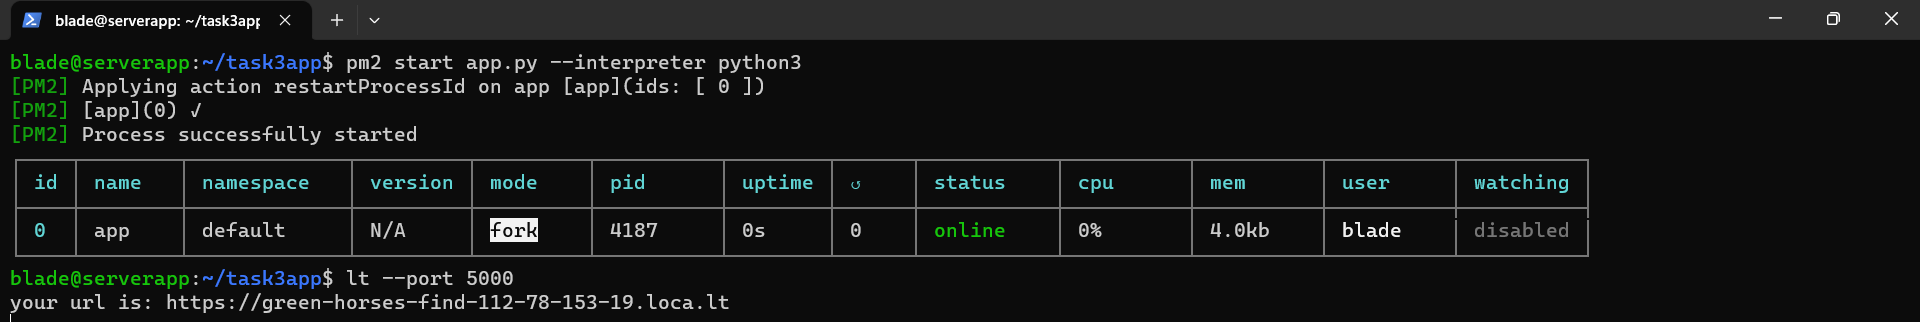 blade@serverapp: ~/task3app
blade@serverapp:~/task3app$ pm2 start app.py --interpreter python3
[PM2] Applying action restartProcessId on app [app](ids: [ 0 ])
[PM2] [app](0) ✓
[PM2] Process successfully started
id name namespace version mode pid uptime ↺ status cpu mem user watching
0 app default N/A fork 4187 0s 0 online 0% 4.0kb blade disabled
blade@serverapp:~/task3app$ lt --port 5000
your url is: https://green-horses-find-112-78-153-19.loca.lt